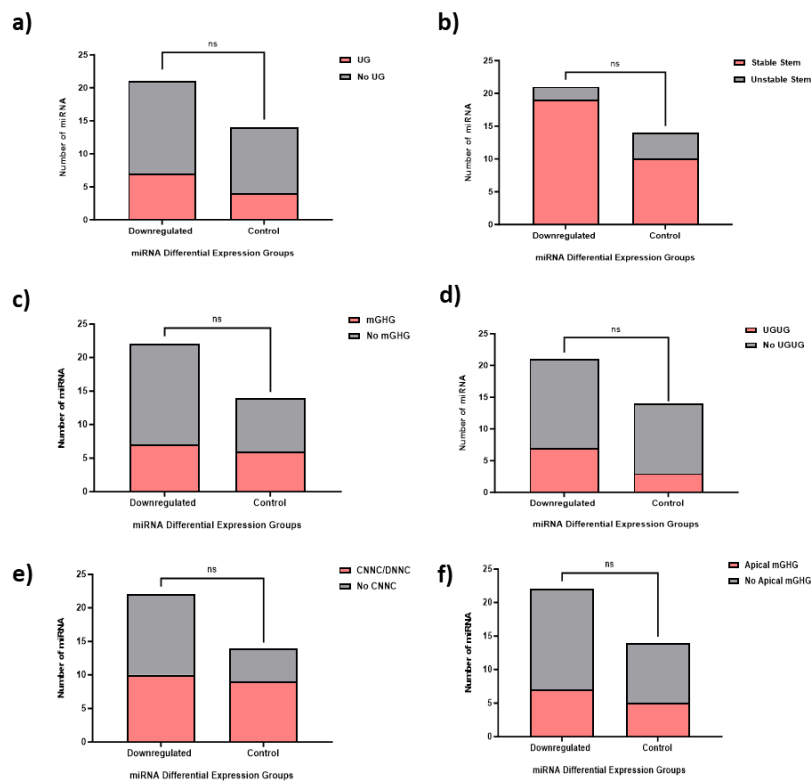 a)
ns
UG
No UG
Number of miRNA
25
20
15
10
5
0
Downregulated
Control
miRNA Differential Expression Groups
b)
ns
Stable Stem
Unstable Stem
Number of miRNA
25
20
15
10
5
0
Downregulated
Control
miRNA Differential Expression Groups
c)
ns
mGHG
No mGHG
Number of miRNA
25
20
15
10
5
0
Downregulated
Control
miRNA Differential Expression Groups
d)
ns
UGUG
No UGUG
Number of miRNA
25
20
15
10
5
0
Downregulated
Control
miRNA Differential Expression Groups
e)
ns
CNNC/DNNC
No CNNC
Number of miRNA
25
20
15
10
5
0
Downregulated
Control
miRNA Differential Expression Groups
f)
ns
Apical mGHG
No Apical mGHG
Number of miRNA
25
20
15
10
5
0
Downregulated
Control
miRNA Differential Expression Groups